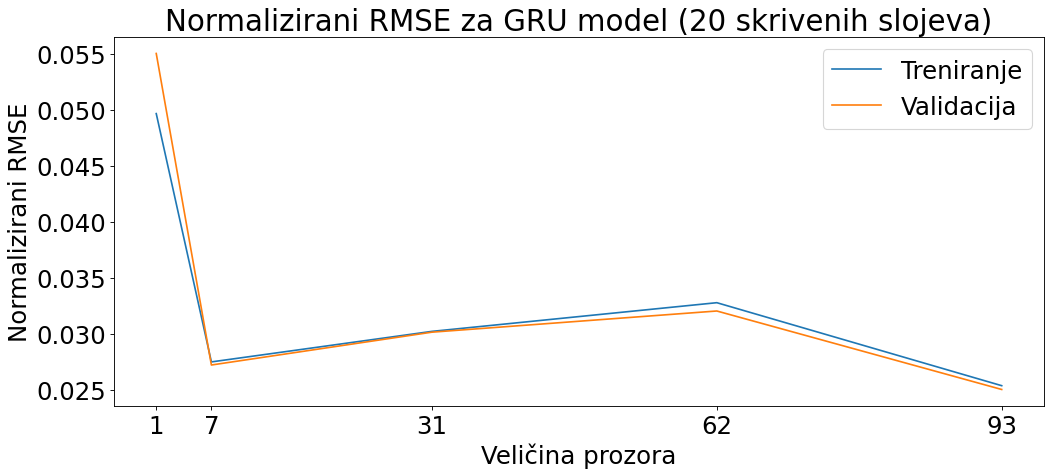 Normalizirani RMSE za GRU model (20 skrivenih slojeva)
Treniranje
Validacija
Normalizirani RMSE
0.055
0.050
0.045
0.040
0.035
0.030
0.025
1 7 31 62 93
Veličina prozora